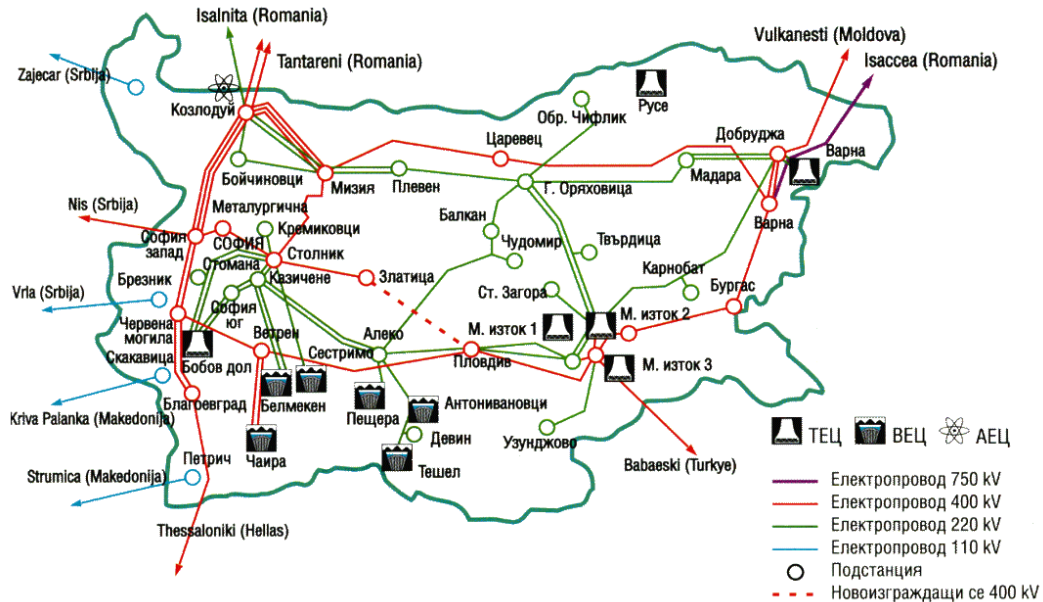 Isalnita (Romania)
Tantareni (Romania)
Vulkanesti (Moldova)
Isaccea (Romania)
Zajecar (Srbija)
Козлодуй
Русе
Обр. Чифлик
Царевец
Добруджа
Варна
Бойчиновци
Мизия
Плевен
Г. Оряховица
Мадара
Nis (Srbija)
Металургична
Кремиковци
Балкан
Варна
София
запад
СОФИЯ
Столник
Чудомир
Твърдица
Стомана
Казичене
Златица
Карнобат
Брезник
София
юг
Ст. Загора
Бургас
Vrla (Srbija)
Червена
могила
Ветрен
Алеко
М. изток 1
М. изток 2
Скакавица
Бобов дол
Сестримо
Пловдив
М. изток 3
Благоевград
Белмекен
Пещера
Антонивановци
Kriva Palanka (Makedonija)
Девин
Узунджово
Чаира
Тешел
Петрич
Babaeski (Turkye)
Strumica (Makedonija)
Thessaloniki (Hellas)
ТЕЦ
ВЕЦ
АЕЦ
Електропровод 750 kV
Електропровод 400 kV
Електропровод 220 kV
Електропровод 110 kV
Подстанция
Новоизграждащи се 400 kV